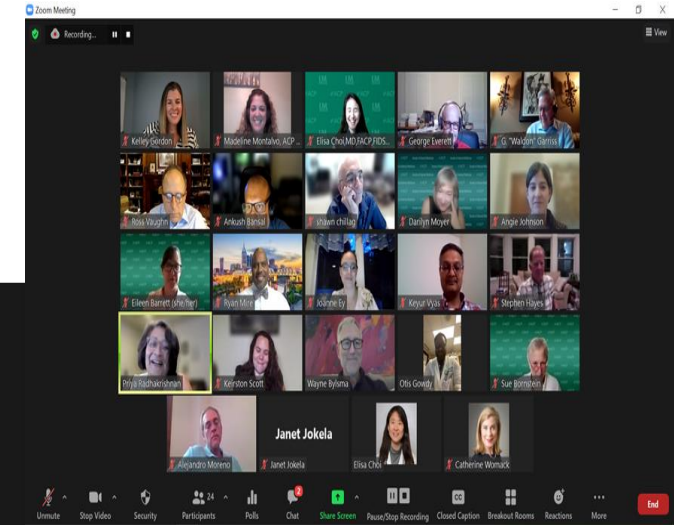 Zoom Meeting
Recording...
View
Kelley Gordon
Madeline Montalvo, ACP ...
Elisa Choi,MD,FACP,FIDS...
George Everett
G. "Waldon" Garriss
Ross Vaughn
Ankush Bansal
shawn chillag
Darilyn Moyer
Angie Johnson
Eileen Barrett (she/her)
Ryan Mire
Joanne Ey
Keyur Vyas
Stephen Hayes
Priya Radhakrishnan
Keirston Scott
Wayne Bylsma
Otis Gowdy
Sue Bornstein
Alejandro Moreno
Janet Jokela
Janet Jokela
Elisa Choi
Catherine Womack
24
2
CC
Unmute
Stop Video
Security
Participants
Polls
Chat
Share Screen
Pause/Stop Recording
Closed Caption
Breakout Rooms
Reactions
More
End